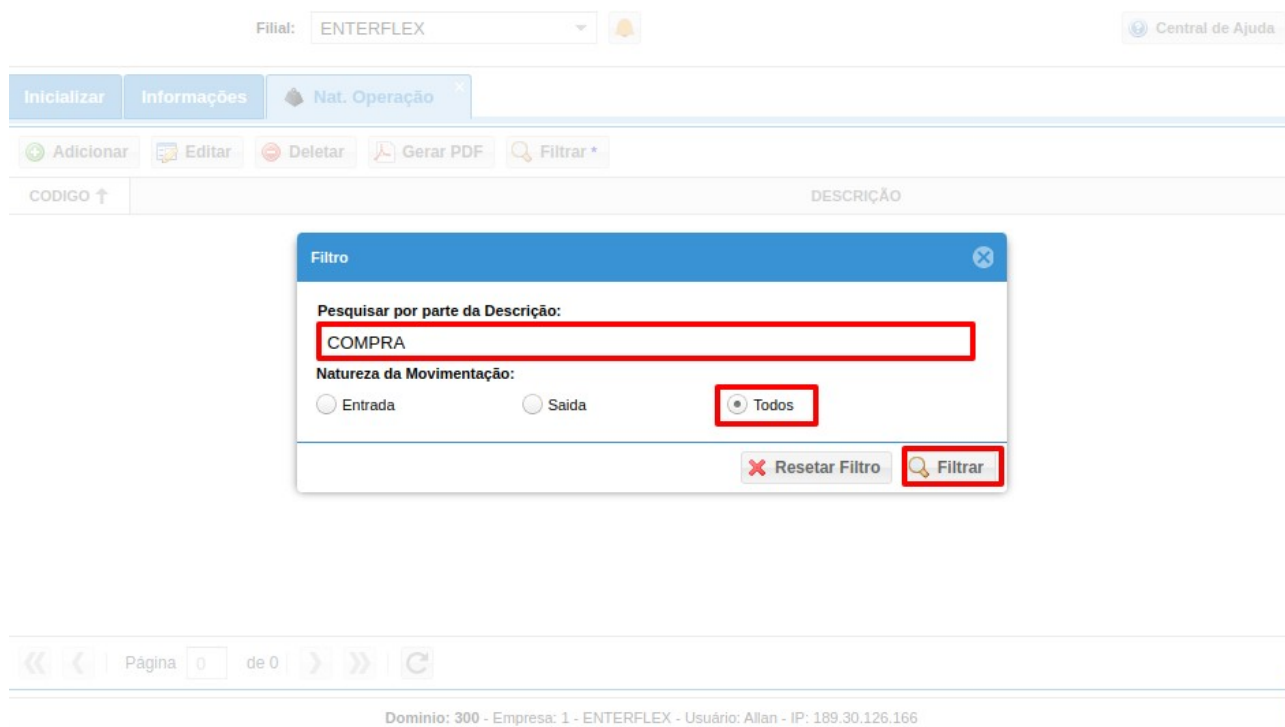 Filial: ENTERFLEX Central de Ajuda
Inicializar Informações Nat. Operação
Adicionar Editar Deletar Gerar PDF Filtrar *
CODIGO ↑ DESCRIÇÃO
Filtro
Pesquisar por parte da Descrição:
COMPRA
Natureza da Movimentação:
Entrada Saida Todos
Resetar Filtro Filtrar
Página 0 de 0
Dominio: 300 - Empresa: 1 - ENTERFLEX - Usuário: Allan - IP: 189.30.126.166